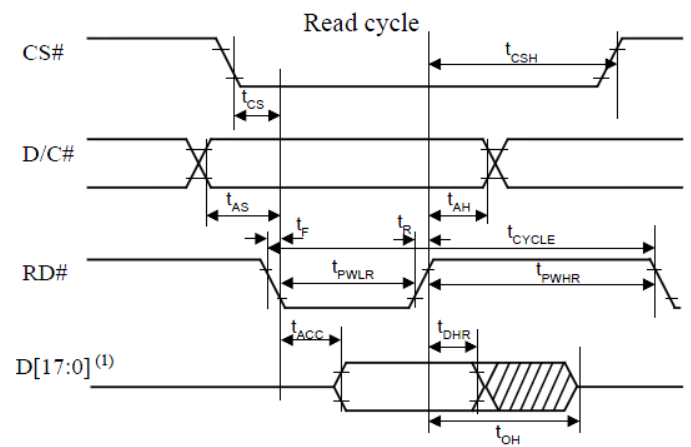 Read cycle
CS#
tCSH
tCS
D/C#
tAS
tF
tR
tAH
tCYCLE
RD#
tPWLR
tPWHR
tACC
tDHR
D[17:0] (1)
tOH